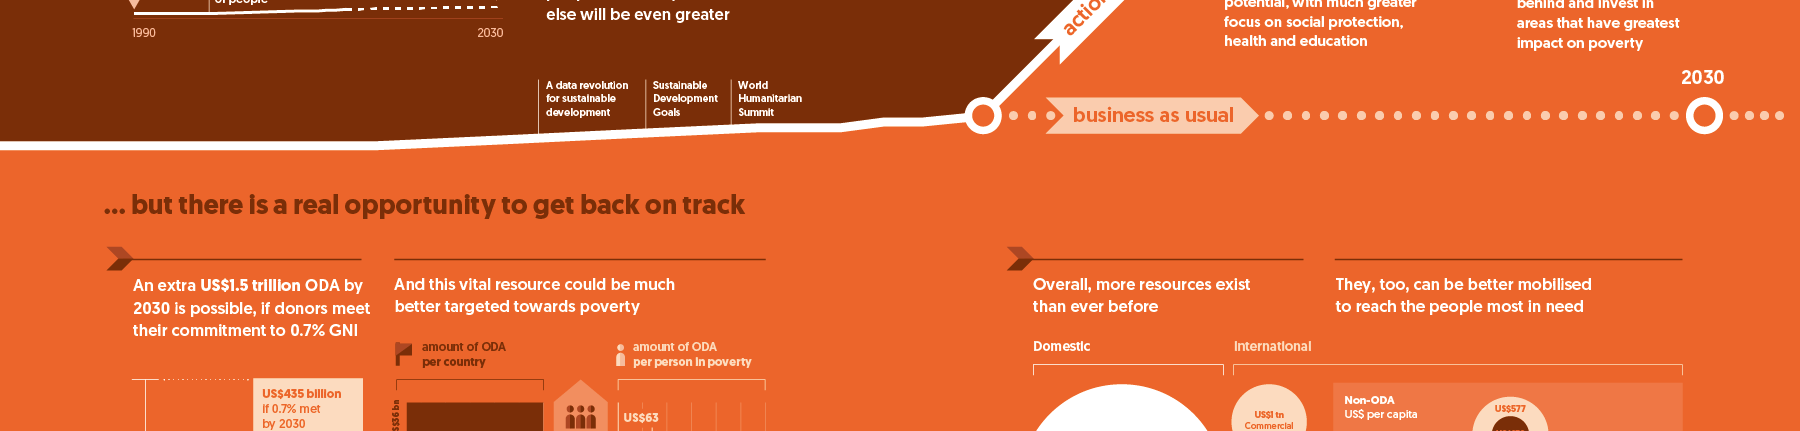 of people
1990
2030
else will be even greater
A data revolution
for sustainable
development
Sustainable
Development
Goals
World
Humanitarian
Summit
action
potential, with much greater
focus on social protection,
health and education
behind and invest in
areas that have greatest
impact on poverty
2030
business as usual
... but there is a real opportunity to get back on track
An extra US$1.5 trillion ODA by
2030 is possible, if donors meet
their commitment to 0.7% GNI
And this vital resource could be much
better targeted towards poverty
amount of ODA
per country
amount of ODA
per person in poverty
US$435 billion
if 0.7% met
by 2030
US$36 bn
US$63
Overall, more resources exist
than ever before
They, too, can be better mobilised
to reach the people most in need
Domestic
International
US$1 tn
Commercial
Non-ODA
US$ per capita
US$577